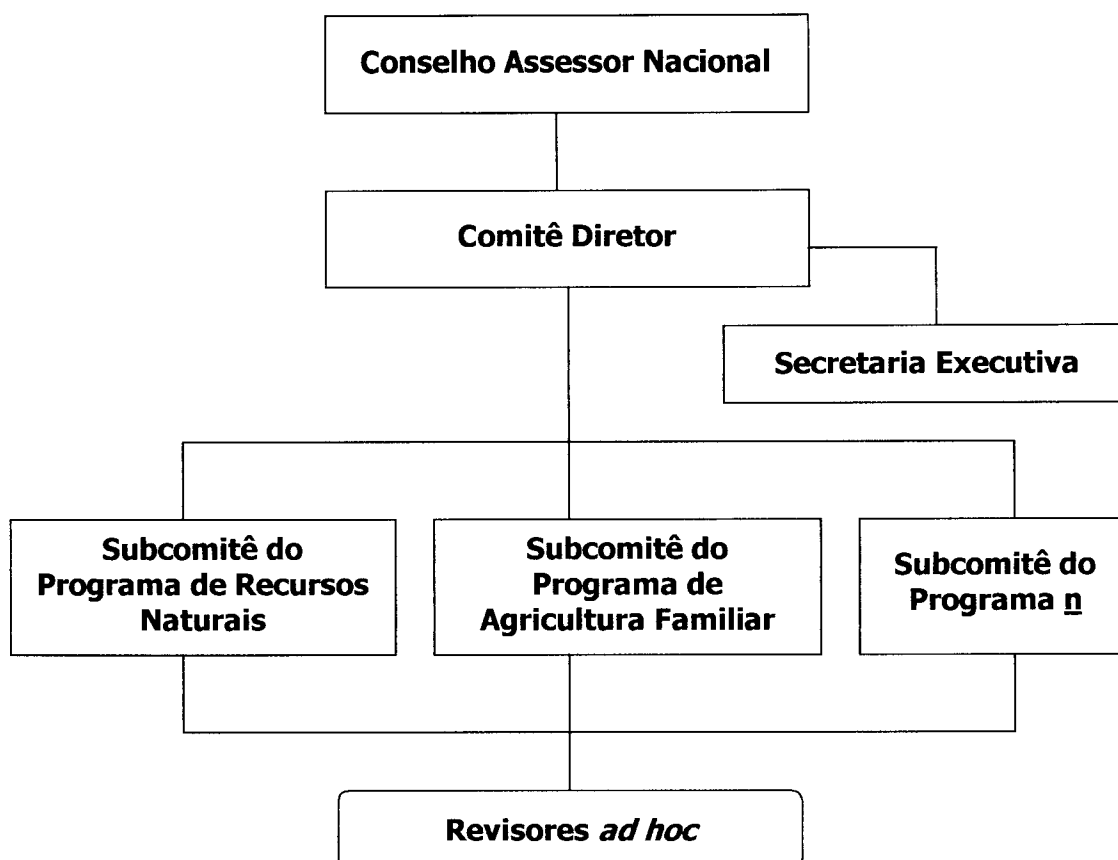 Conselho Assessor Nacional
Comitê Diretor
Secretaria Executiva
Subcomitê do
Programa de Recursos
Naturais
Subcomitê do
Programa de
Agricultura Familiar
Subcomitê do
Programa n
Revisores ad hoc